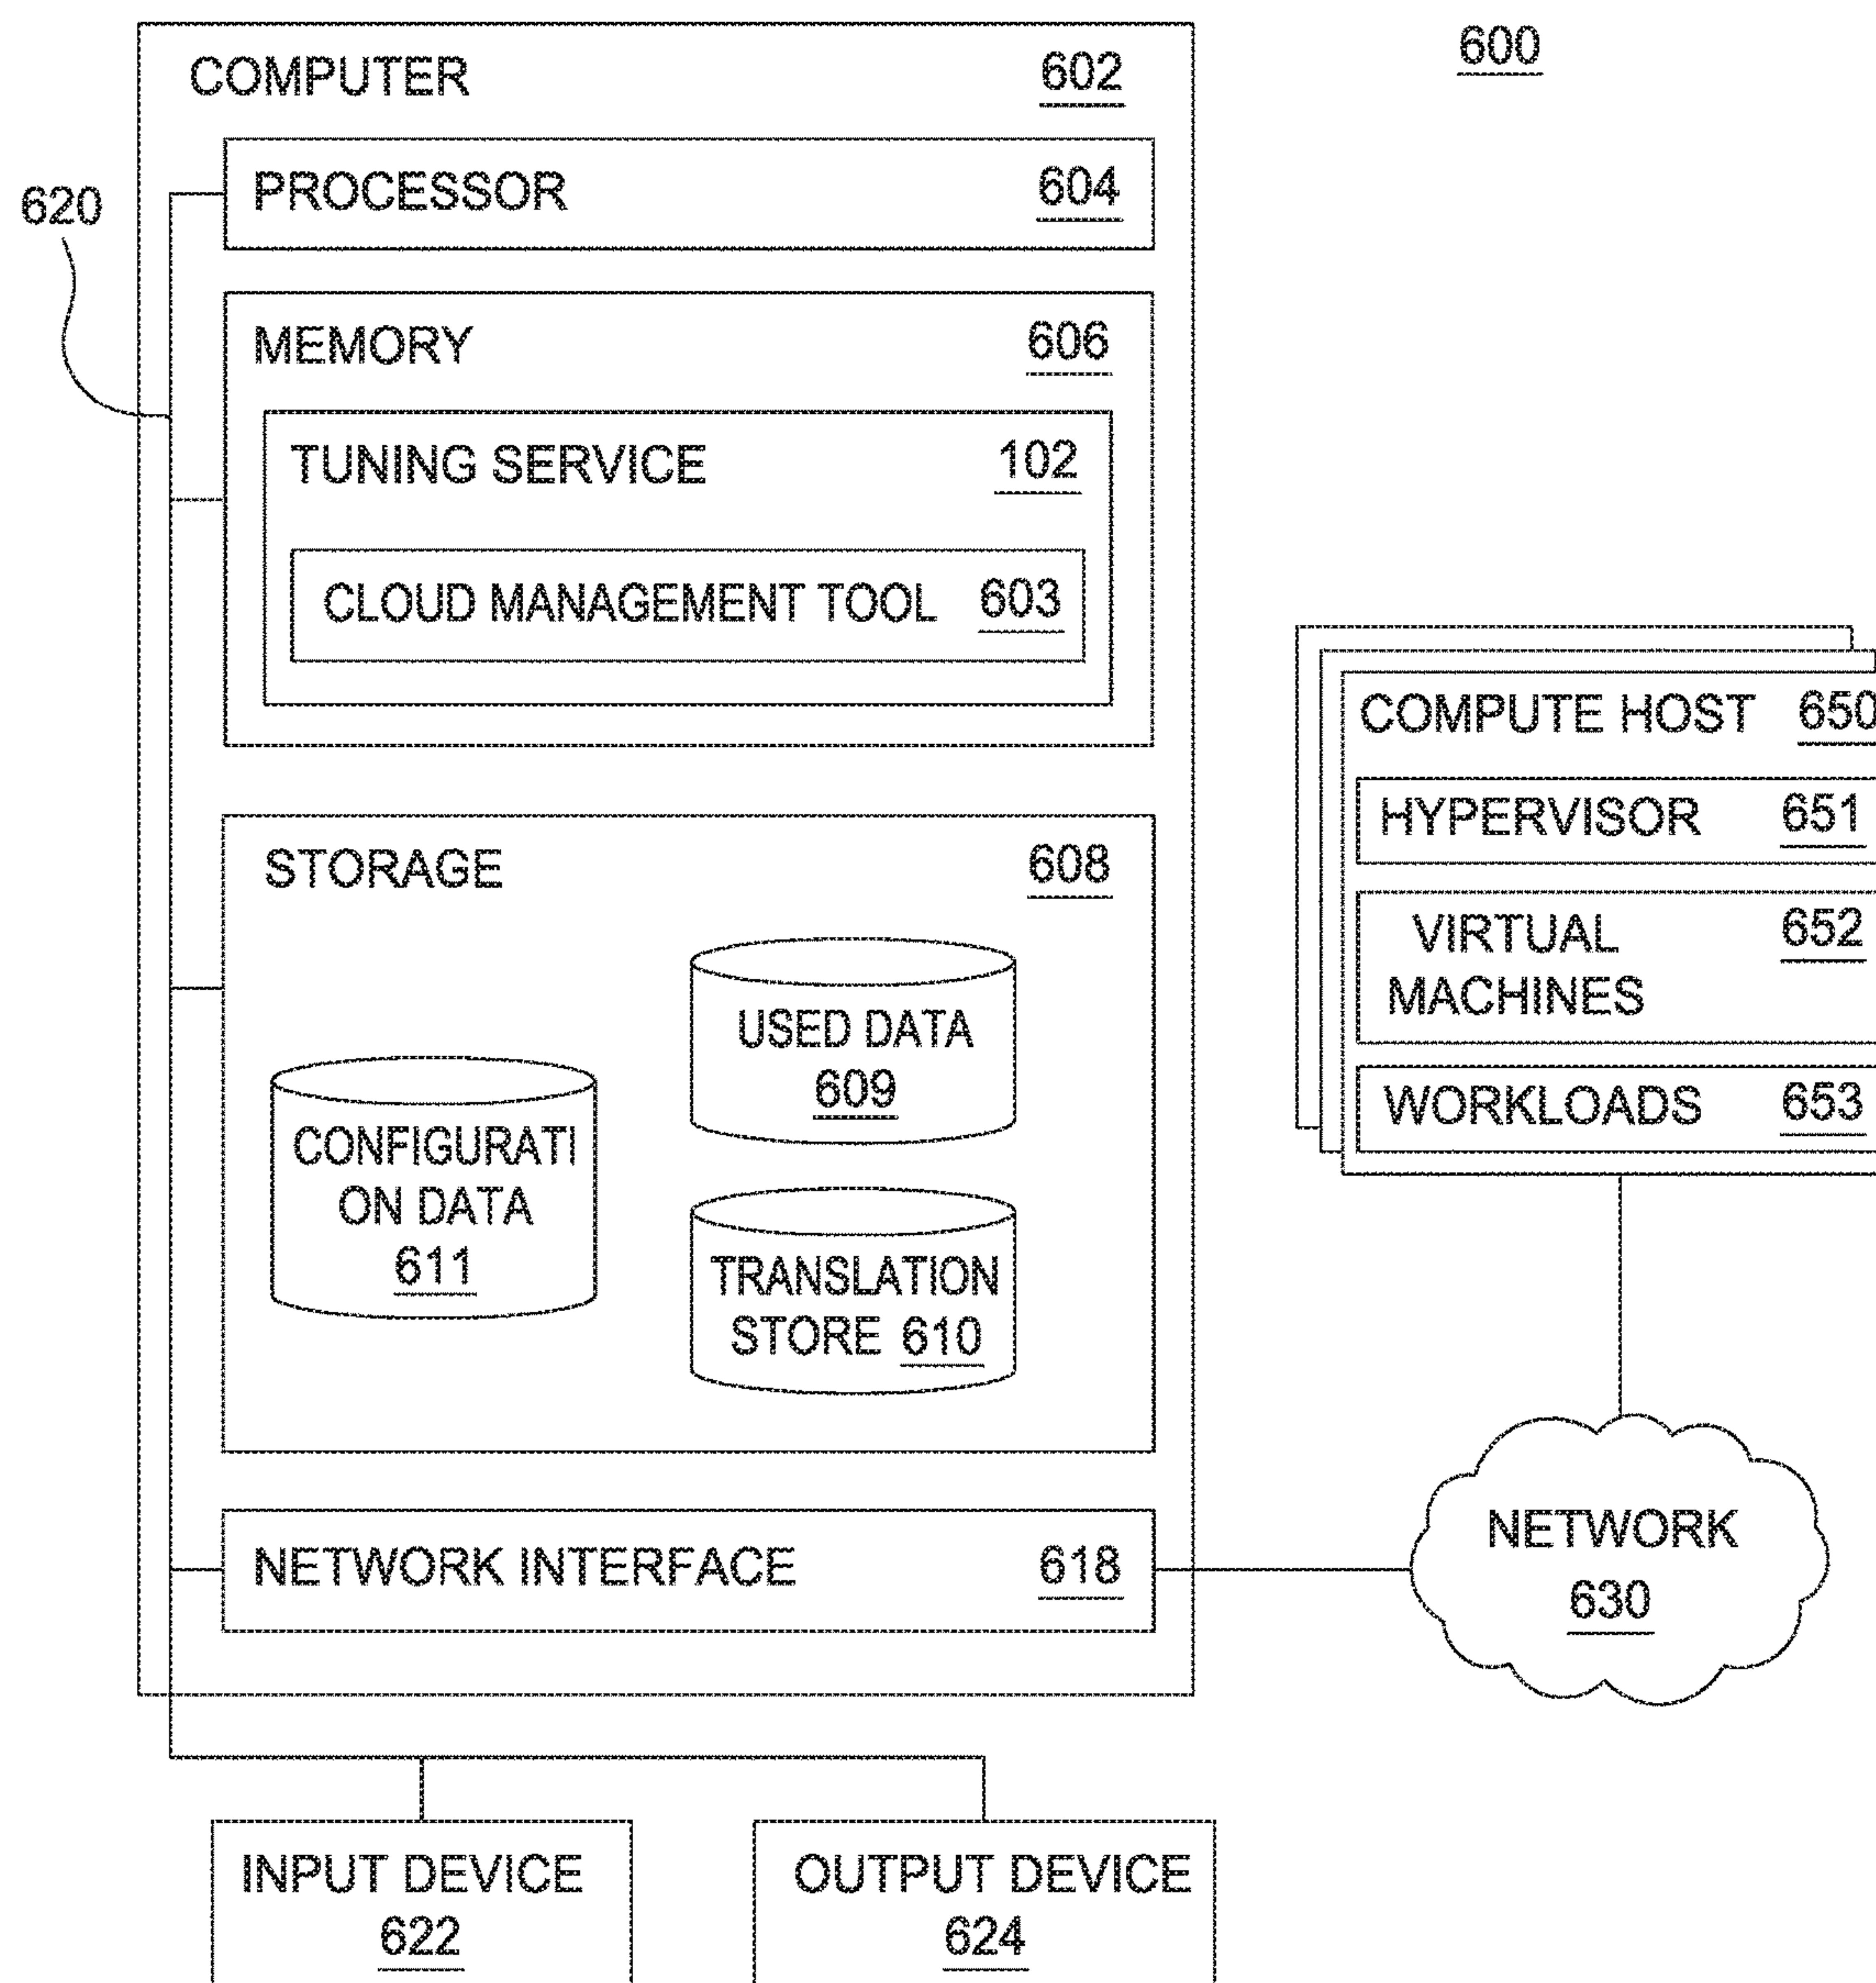 600
COMPUTER 602
620
PROCESSOR 604
MEMORY 606
TUNING SERVICE 102
CLOUD MANAGEMENT TOOL 603
STORAGE 608
USED DATA
609
CONFIGURATI
ON DATA
611
TRANSLATION
STORE 610
NETWORK INTERFACE 618
COMPUTE HOST 650
HYPERVISOR 651
VIRTUAL 652
MACHINES
WORKLOADS 653
NETWORK
630
INPUT DEVICE
622
OUTPUT DEVICE
624